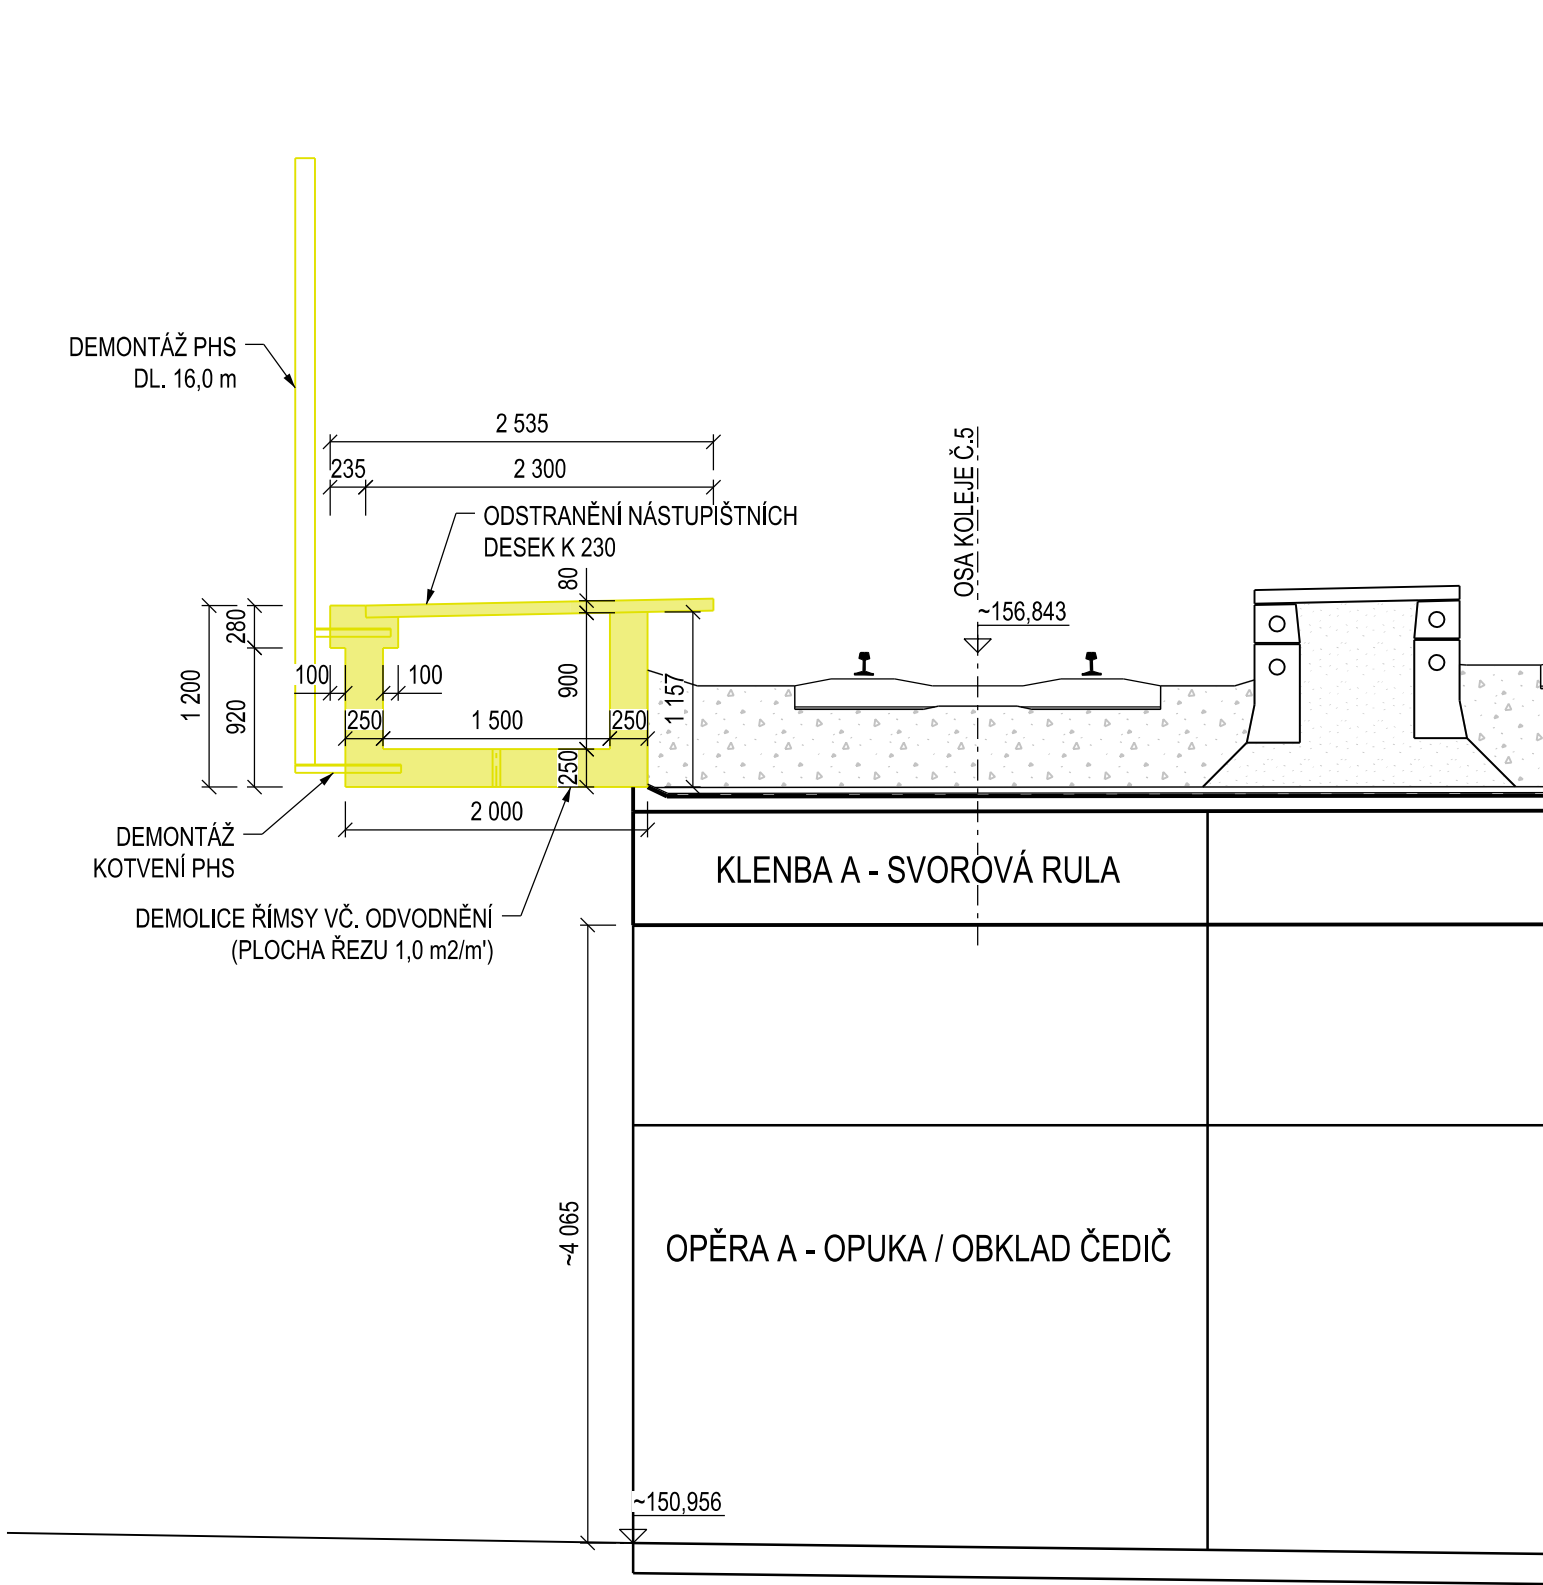 DEMONTÁŽ PHS
DL. 16,0 m
2 535
235
2 300
ODSTRANĚNÍ NÁSTUPIŠTNÍCH
DESEK K 230
OSA KOLEJE Č.5
~156,843
80
280
1 200
920
100
100
900
1 157
250
1 500
250
250
2 000
DEMONTÁŽ
KOTVENÍ PHS
DEMOLICE ŘÍMSY VČ. ODVODNĚNÍ
(PLOCHA ŘEZU 1,0 m2/m')
KLENBA A - SVOROVÁ RULA
~4 065
OPĚRA A - OPUKA / OBKLAD ČEDIČ
~150,956